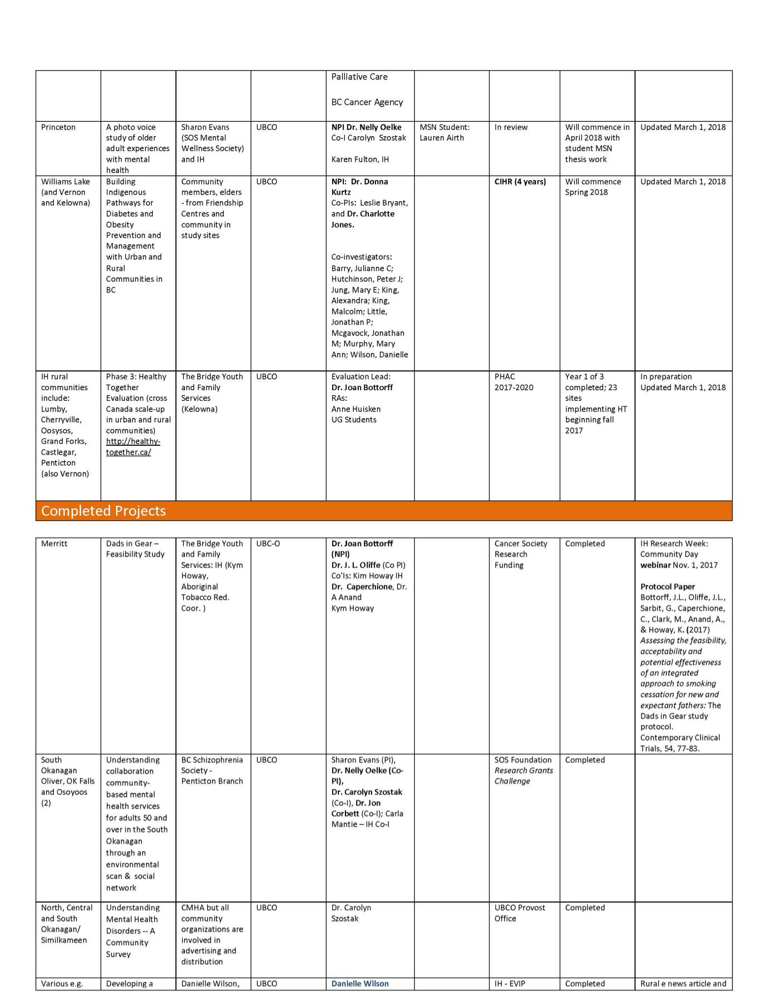 Palliative Care
BC Cancer Agency
Princeton
A photo voice
study of older
adult experiences
with mental
health
Sharon Evans
(SOS Mental
Wellness Society)
and IH
UBCO
NPI Dr. Nelly Oelke
Co-I Carolyn  Szostak
Karen Fulton, IH
MSN Student:
Lauren Airth
In review
Will commence in
April 2018 with
student MSN
thesis work
Updated March 1, 2018
Williams Lake
(and Vernon
and Kelowna)
Building
Indigenous
Pathways for
Diabetes and
Obesity
Prevention and
Management
with Urban and
Rural
Communities in
BC
Community
members, elders
- from Friendship
Centres and
community in
study sites
UBCO
NPI:  Dr. Donna
Kurtz
Co-PIs:  Leslie Bryant,
and Dr. Charlotte
Jones.
Co-investigators:
Barry, Julianne C;
Hutchinson, Peter J;
Jung, Mary E; King,
Alexandra; King,
Malcolm; Little,
Jonathan P;
Mcgavock, Jonathan
M; Murphy, Mary
Ann; Wilson, Danielle
CIHR (4 years)
Will commence
Spring 2018
Updated March 1, 2018
IH rural
communities
include:
Lumby,
Cherryville,
Oosysos,
Grand Forks,
Castlegar,
Penticton
(also Vernon)
Phase 3: Healthy
Together
Evaluation (cross
Canada scale-up
in urban and rural
communities)
http://healthy-
together.ca/
The Bridge Youth
and Family
Services
(Kelowna)
UBCO
Evaluation Lead:
Dr. Joan Bottorff
RAs:
Anne Huisken
UG Students
PHAC
2017-2020
Year 1 of 3
completed; 23
sites
implementing HT
beginning fall
2017
In preparation
Updated March 1, 2018
Completed Projects
Merritt
Dads in Gear –
Feasibility Study
The Bridge Youth
and Family
Services: IH (Kym
Howay,
Aboriginal
Tobacco Red.
Coor. )
UBC-O
Dr. Joan Bottorff
(NPI)
Dr. J. L. Oliffe (Co PI)
Co’Is: Kim Howay IH
Dr.  Caperchione, Dr.
A Anand
Kym Howay
Cancer Society
Research
Funding
Completed
IH Research Week:
Community Day
webinar Nov. 1, 2017
Protocol Paper
Bottorff, J.L., Oliffe, J.L.,
Sarbit, G., Caperchione,
C., Clark, M., Anand, A.,
& Howay, K. (2017)
Assessing the feasibility,
acceptability and
potential effectiveness
of an integrated
approach to smoking
cessation for new and
expectant fathers: The
Dads in Gear study
protocol.
Contemporary Clinical
Trials, 54, 77-83.
South
Okanagan
Oliver, OK Falls
and Osoyoos
(2)
Understanding
collaboration
community-
based mental
health services
for adults 50 and
over in the South
Okanagan
through an
environmental
scan &  social
network
BC Schizophrenia
Society -
Penticton Branch
UBCO
Sharon Evans (PI),
Dr. Nelly Oelke (Co-
PI),
Dr. Carolyn Szostak
(Co-I), Dr. Jon
Corbett (Co-I); Carla
Mantie – IH Co-I
SOS Foundation
Research Grants
Challenge
Completed
North, Central
and South
Okanagan/
Similkameen
Understanding
Mental Health
Disorders -- A
Community
Survey
CMHA but all
community
organizations are
involved in
advertising and
distribution
UBCO
Dr. Carolyn
Szostak
UBCO Provost
Office
Completed
Various e.g.
Developing a
Danielle Wilson,
UBCO
Danielle Wilson
IH - EVIP
Completed
Rural e news article and